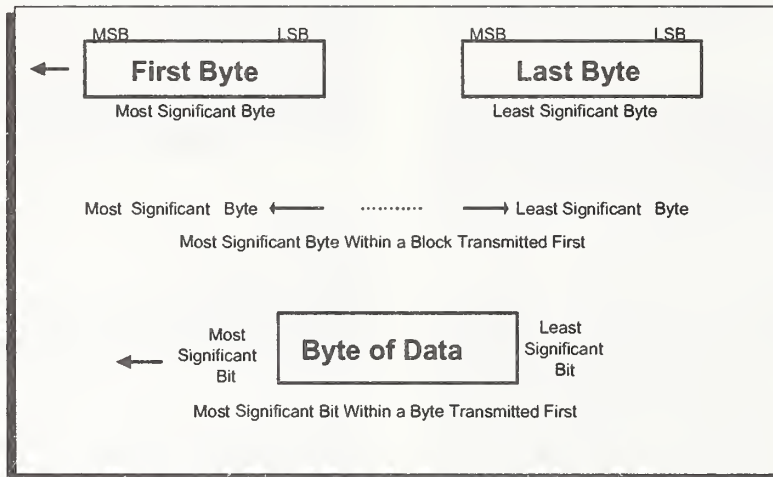 MSB LSB MSB LSB
First Byte Last Byte
Most Significant Byte Least Significant Byte
Most Significant Byte ............ Least Significant Byte
Most Significant Byte Within a Block Transmitted First
Most
Significant
Bit
Byte of Data
Least
Significant
Bit
Most Significant Bit Within a Byte Transmitted First